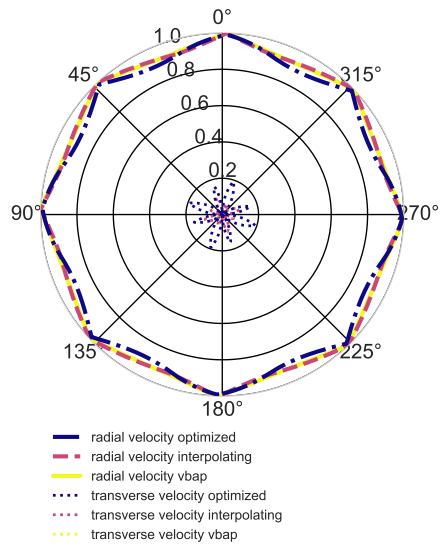 0°
1.0
45°
315°
0.8
0.6
0.4
0.2
90°
270°
135
225°
180°
radial velocity optimized
radial velocity interpolating
radial velocity vbap
transverse velocity optimized
transverse velocity interpolating
transverse velocity vbap